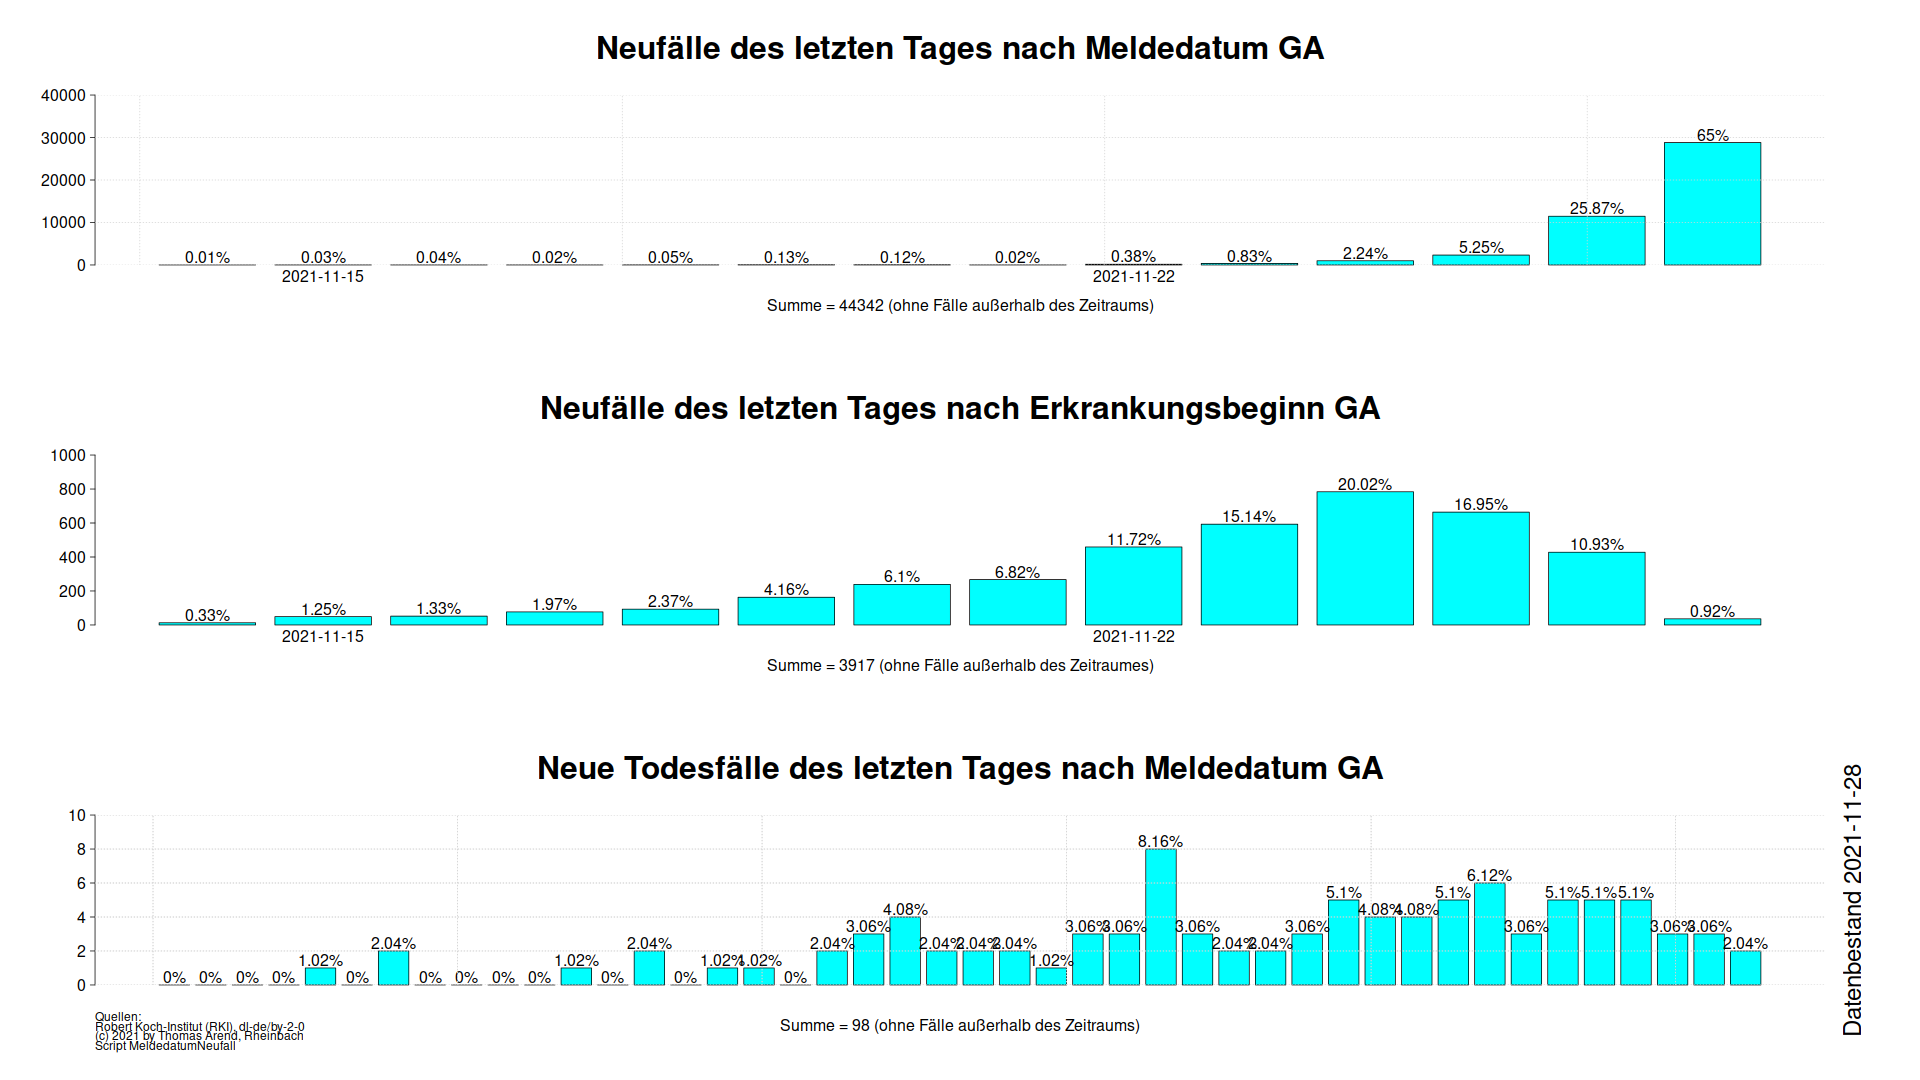 Neufälle des letzten Tages nach Meldedatum GA
40000
30000
20000
10000
0
0.01% 0.03% 0.04% 0.02% 0.05% 0.13% 0.12% 0.02% 0.38% 0.83% 2.24% 5.25% 25.87% 65%
2021-11-15 2021-11-22
Summe = 44342 (ohne Fälle außerhalb des Zeitraums)
Neufälle des letzten Tages nach Erkrankungsbeginn GA
1000
800
600
400
200
0
0.33% 1.25% 1.33% 1.97% 2.37% 4.16% 6.1% 6.82% 11.72% 15.14% 20.02% 16.95% 10.93% 0.92%
2021-11-15 2021-11-22
Summe = 3917 (ohne Fälle außerhalb des Zeitraumes)
Neue Todesfälle des letzten Tages nach Meldedatum GA
10
8
6
4
2
0
0% 0% 0% 0% 1.02% 0% 2.04% 0% 0% 0% 0% 1.02% 0% 2.04% 0% 1.02% 1.02% 0% 2.04% 3.06% 4.08% 2.04% 2.04% 2.04% 1.02% 3.06% 3.06% 8.16% 3.06% 2.04% 2.04% 3.06% 5.1% 4.08% 4.08% 5.1% 6.12% 3.06% 5.1% 5.1% 5.1% 3.06% 3.06% 2.04%
Summe = 98 (ohne Fälle außerhalb des Zeitraums)
Quellen:
Robert Koch-Institut (RKI), dl-de/by-2-0
(c) 2021 by Thomas Arend, Rheinbach
Script MeldedatumNeufall
Datenbestand 2021-11-28